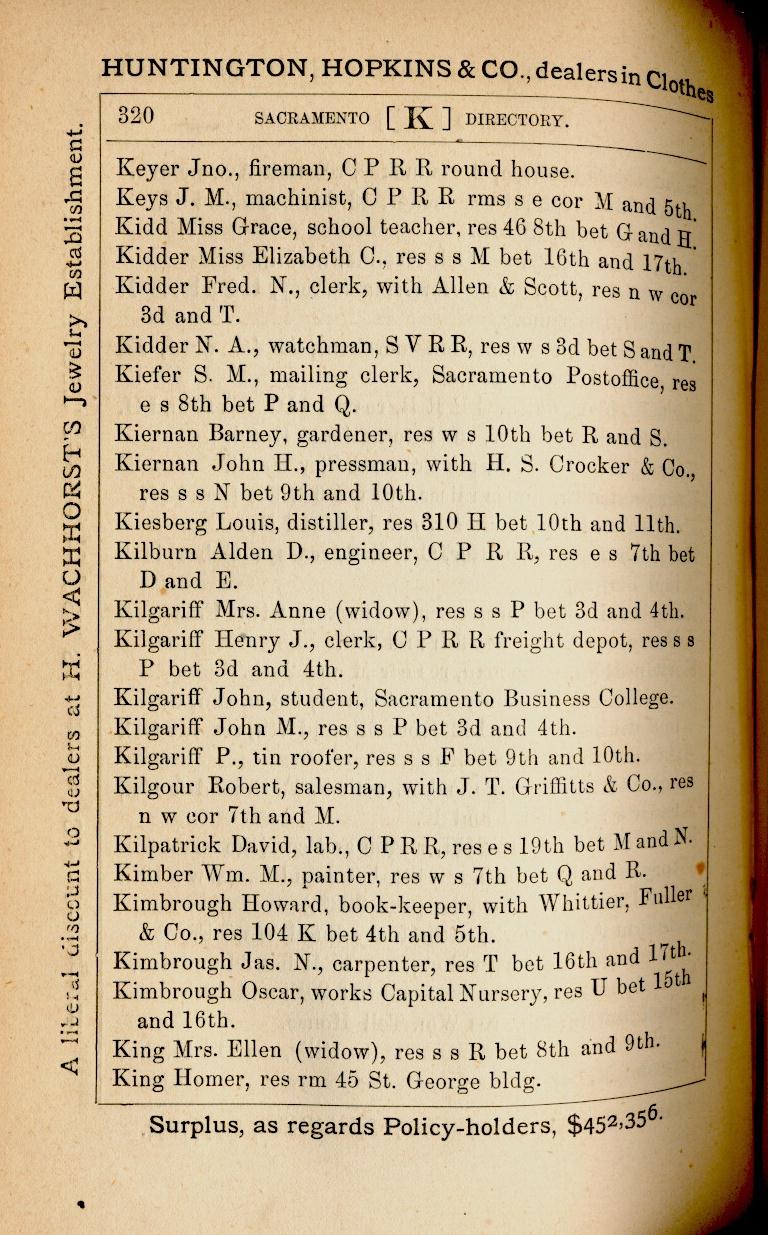 HUNTINGTON, HOPKINS & CO., dealers in Clothes
320 SACRAMENTO [ K ] DIRECTORY.
Keyer Jno., fireman, C P R R round house.
Keys J. M., machinist, C P R R rms s e cor M and 5th.
Kidd Miss Grace, school teacher, res 46 8th bet G and H.
Kidder Miss Elizabeth C., res s s M bet 16th and 17th.
Kidder Fred. N., clerk, with Allen & Scott, res n w cor
3d and T.
Kidder N. A., watchman, S V R R, res w s 3d bet S and T.
Kiefer S. M., mailing clerk, Sacramento Postoffice, res
e s 8th bet P and Q.
Kiernan Barney, gardener, res w s 10th bet R and S.
Kiernan John H., pressman, with H. S. Crocker & Co.,
res s s N bet 9th and 10th.
Kiesberg Louis, distiller, res 310 H bet 10th and 11th.
Kilburn Alden D., engineer, C P R R, res e s 7th bet
D and E.
Kilgariff Mrs. Anne (widow), res s s P bet 3d and 4th.
Kilgariff Henry J., clerk, C P R R freight depot, res s s
P bet 3d and 4th.
Kilgariff John, student, Sacramento Business College.
Kilgariff John M., res s s P bet 3d and 4th.
Kilgariff P., tin roofer, res s s F bet 9th and 10th.
Kilgour Robert, salesman, with J. T. Griffitts & Co., res
n w cor 7th and M.
Kilpatrick David, lab., C P R R, res e s 19th bet M and N.
Kimber Wm. M., painter, res w s 7th bet Q and R.
Kimbrough Howard, book-keeper, with Whittier, Fuller
& Co., res 104 K bet 4th and 5th.
Kimbrough Jas. N., carpenter, res T bet 16th and 17th.
Kimbrough Oscar, works Capital Nursery, res U bet 15th
and 16th.
King Mrs. Ellen (widow), res s s R bet 8th and 9th.
King Homer, res rm 45 St. George bldg.
Surplus, as regards Policy-holders, $452,356.
A liberal discount to dealers at H. WACHHORST'S Jewelry Establishment.